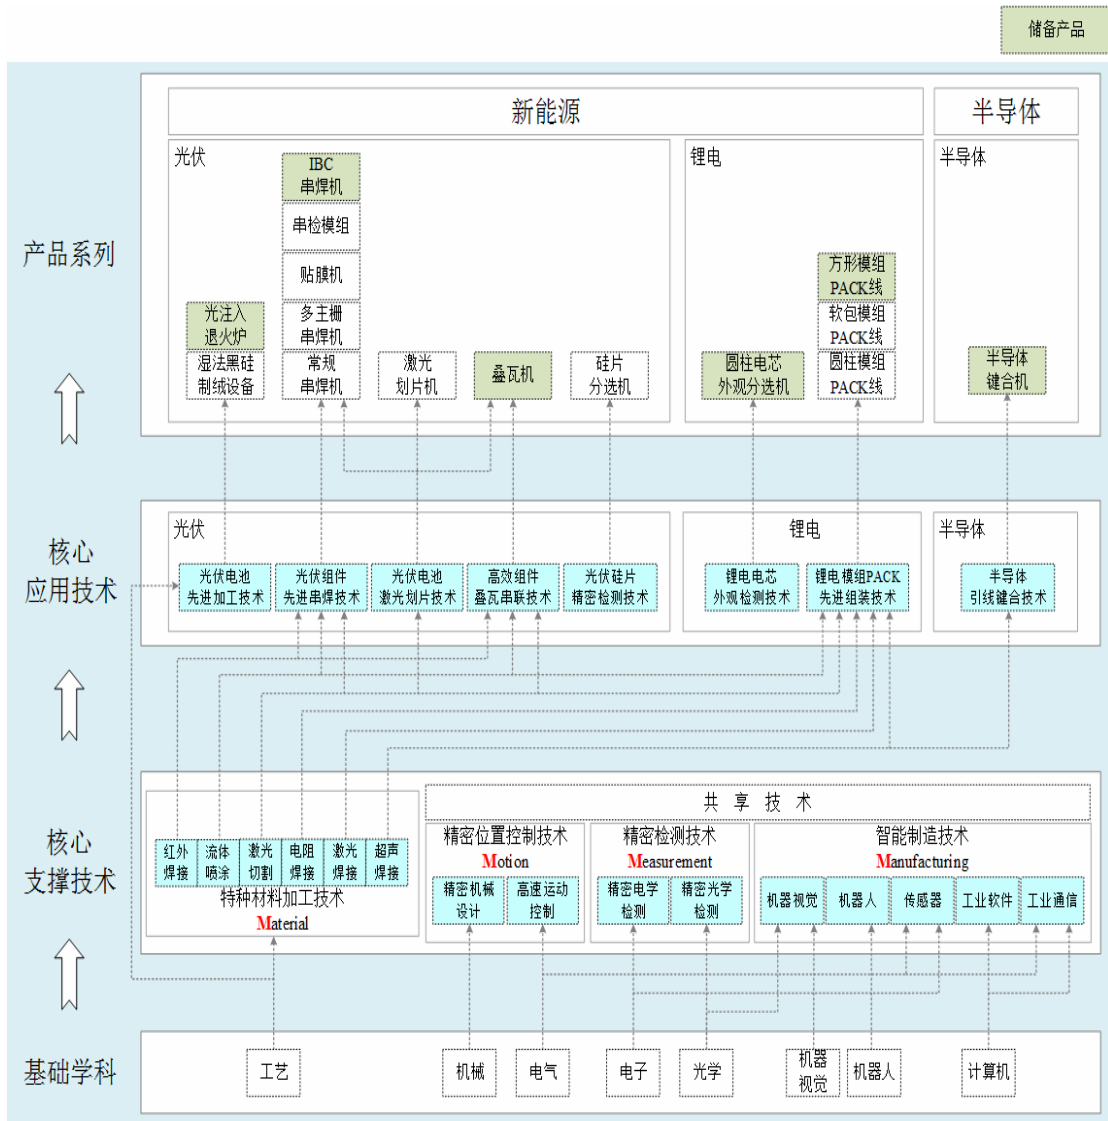 储备产品
新能源
半导体
产品系列
光伏
锂电
半导体
IBC
串焊机
串检模组
贴膜机
多主栅
串焊机
常规
串焊机
光注入
退火炉
湿法黑硅
制绒设备
激光
划片机
叠瓦机
硅片
分选机
圆柱电芯
外观分选机
方形模组
PACK线
软包模组
PACK线
圆柱模组
PACK线
半导体
键合机
核心
应用技术
光伏
锂电
半导体
光伏电池
先进加工技术
光伏组件
先进串焊技术
光伏电池
激光划片技术
高效组件
叠瓦串联技术
光伏硅片
精密检测技术
锂电电芯
外观检测技术
锂电模组PACK
先进组装技术
半导体
引线键合技术
核心
支撑技术
共 享 技 术
红外
焊接
流体
喷涂
激光
切割
电阻
焊接
激光
焊接
超声
焊接
特种材料加工技术
Material
精密位置控制技术
Motion
精密机械
设计
高速运动
控制
精密检测技术
Measurement
精密电学
检测
精密光学
检测
智能制造技术
Manufacturing
机器视觉
机器人
传感器
工业软件
工业通信
基础学科
工艺
机械
电气
电子
光学
机器
视觉
机器人
计算机